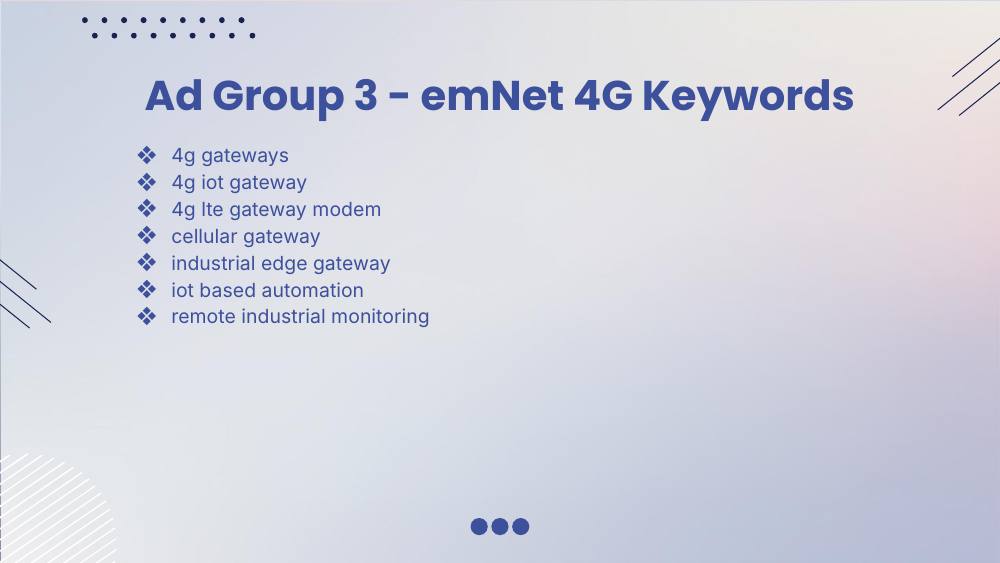 Ad Group 3 - emNet 4G Keywords
❖ 4g gateways
❖ 4g iot gateway
❖ 4g lte gateway modem
❖ cellular gateway
❖ industrial edge gateway
❖ iot based automation
❖ remote industrial monitoring